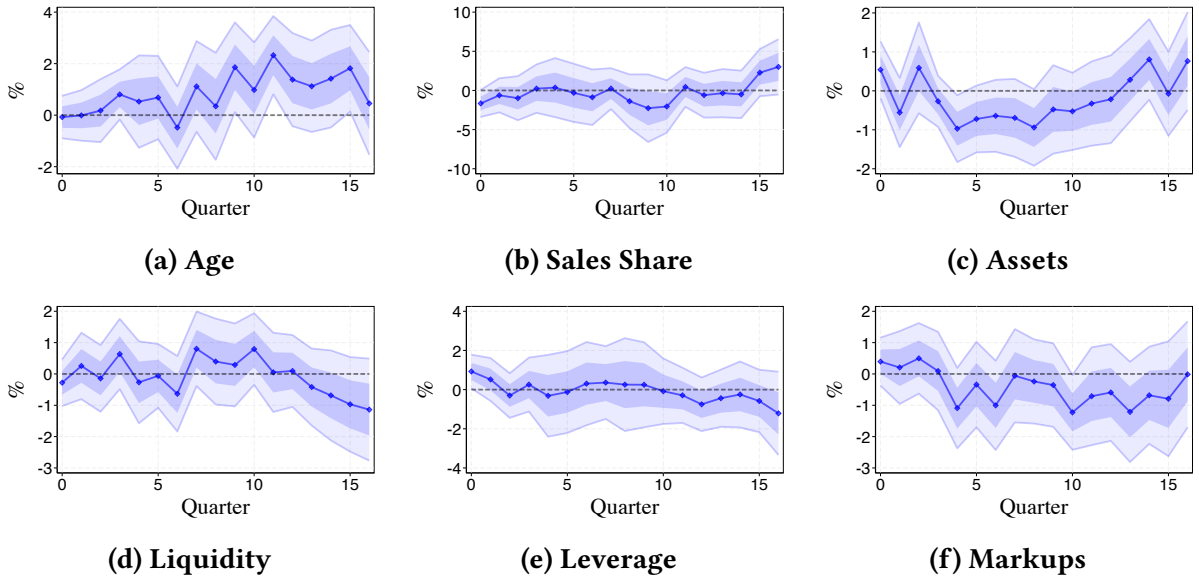 4
2
0
-2
%
0 5 10 15
Quarter
(a) Age
10
5
0
-5
-10
%
0 5 10 15
Quarter
(b) Sales Share
2
1
0
-1
-2
%
0 5 10 15
Quarter
(c) Assets
2
1
0
-1
-2
-3
%
0 5 10 15
Quarter
(d) Liquidity
4
2
0
-2
-4
%
0 5 10 15
Quarter
(e) Leverage
2
1
0
-1
-2
-3
%
0 5 10 15
Quarter
(f) Markups